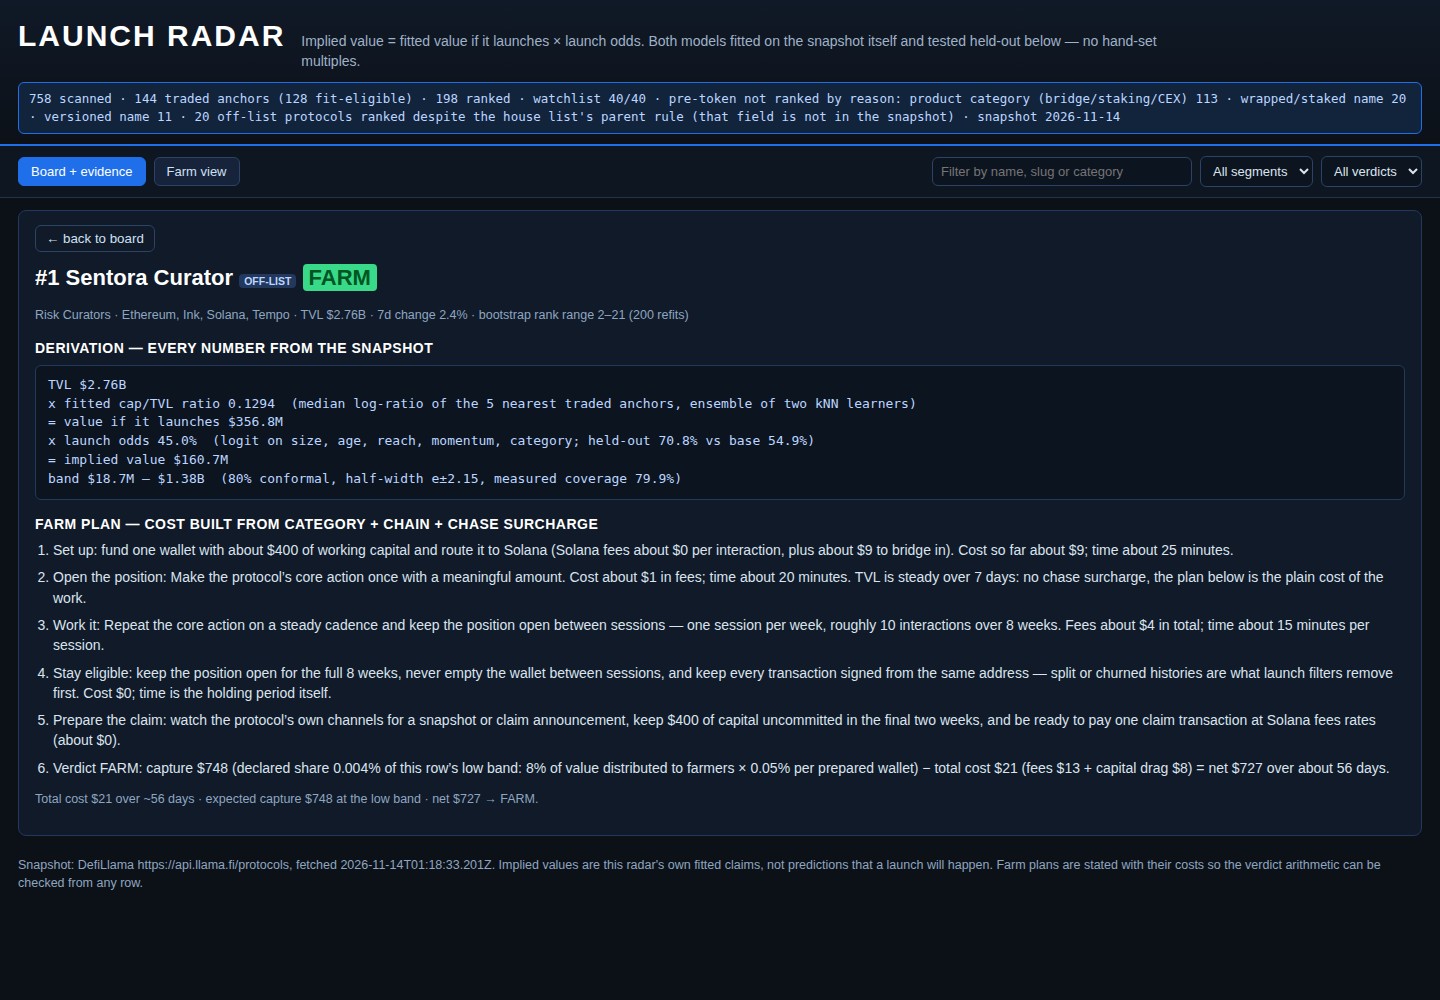 LAUNCH RADAR
Implied value = fitted value if it launches × launch odds. Both models fitted on the snapshot itself and tested held-out below — no hand-set
multiples.
758 scanned · 144 traded anchors (128 fit-eligible) · 198 ranked · watchlist 40/40 · pre-token not ranked by reason: product category (bridge/staking/CEX) 113 · wrapped/staked name 20
· versioned name 11 · 20 off-list protocols ranked despite the house list's parent rule (that field is not in the snapshot) · snapshot 2026-11-14
Board + evidence
Farm view
Filter by name, slug or category
All segments
All verdicts
← back to board
#1 Sentora Curator OFF-LIST FARM
Risk Curators · Ethereum, Ink, Solana, Tempo · TVL $2.76B · 7d change 2.4% · bootstrap rank range 2–21 (200 refits)
DERIVATION — EVERY NUMBER FROM THE SNAPSHOT
TVL $2.76B
x fitted cap/TVL ratio 0.1294  (median log-ratio of the 5 nearest traded anchors, ensemble of two kNN learners)
= value if it launches $356.8M
x launch odds 45.0%  (logit on size, age, reach, momentum, category; held-out 70.8% vs base 54.9%)
= implied value $160.7M
band $18.7M – $1.38B  (80% conformal, half-width e±2.15, measured coverage 79.9%)
FARM PLAN — COST BUILT FROM CATEGORY + CHAIN + CHASE SURCHARGE
1. Set up: fund one wallet with about $400 of working capital and route it to Solana (Solana fees about $0 per interaction, plus about $9 to bridge in). Cost so far about $9; time about 25 minutes.
2. Open the position: Make the protocol's core action once with a meaningful amount. Cost about $1 in fees; time about 20 minutes. TVL is steady over 7 days: no chase surcharge, the plan below is the plain cost of the
work.
3. Work it: Repeat the core action on a steady cadence and keep the position open between sessions — one session per week, roughly 10 interactions over 8 weeks. Fees about $4 in total; time about 15 minutes per
session.
4. Stay eligible: keep the position open for the full 8 weeks, never empty the wallet between sessions, and keep every transaction signed from the same address — split or churned histories are what launch filters remove
first. Cost $0; time is the holding period itself.
5. Prepare the claim: watch the protocol's own channels for a snapshot or claim announcement, keep $400 of capital uncommitted in the final two weeks, and be ready to pay one claim transaction at Solana fees rates
(about $0).
6. Verdict FARM: capture $748 (declared share 0.004% of this row's low band: 8% of value distributed to farmers × 0.05% per prepared wallet) − total cost $21 (fees $13 + capital drag $8) = net $727 over about 56 days.
Total cost $21 over ~56 days · expected capture $748 at the low band · net $727 → FARM.
Snapshot: DefiLlama https://api.llama.fi/protocols, fetched 2026-11-14T01:18:33.201Z. Implied values are this radar's own fitted claims, not predictions that a launch will happen. Farm plans are stated with their costs so the verdict arithmetic can be
checked from any row.